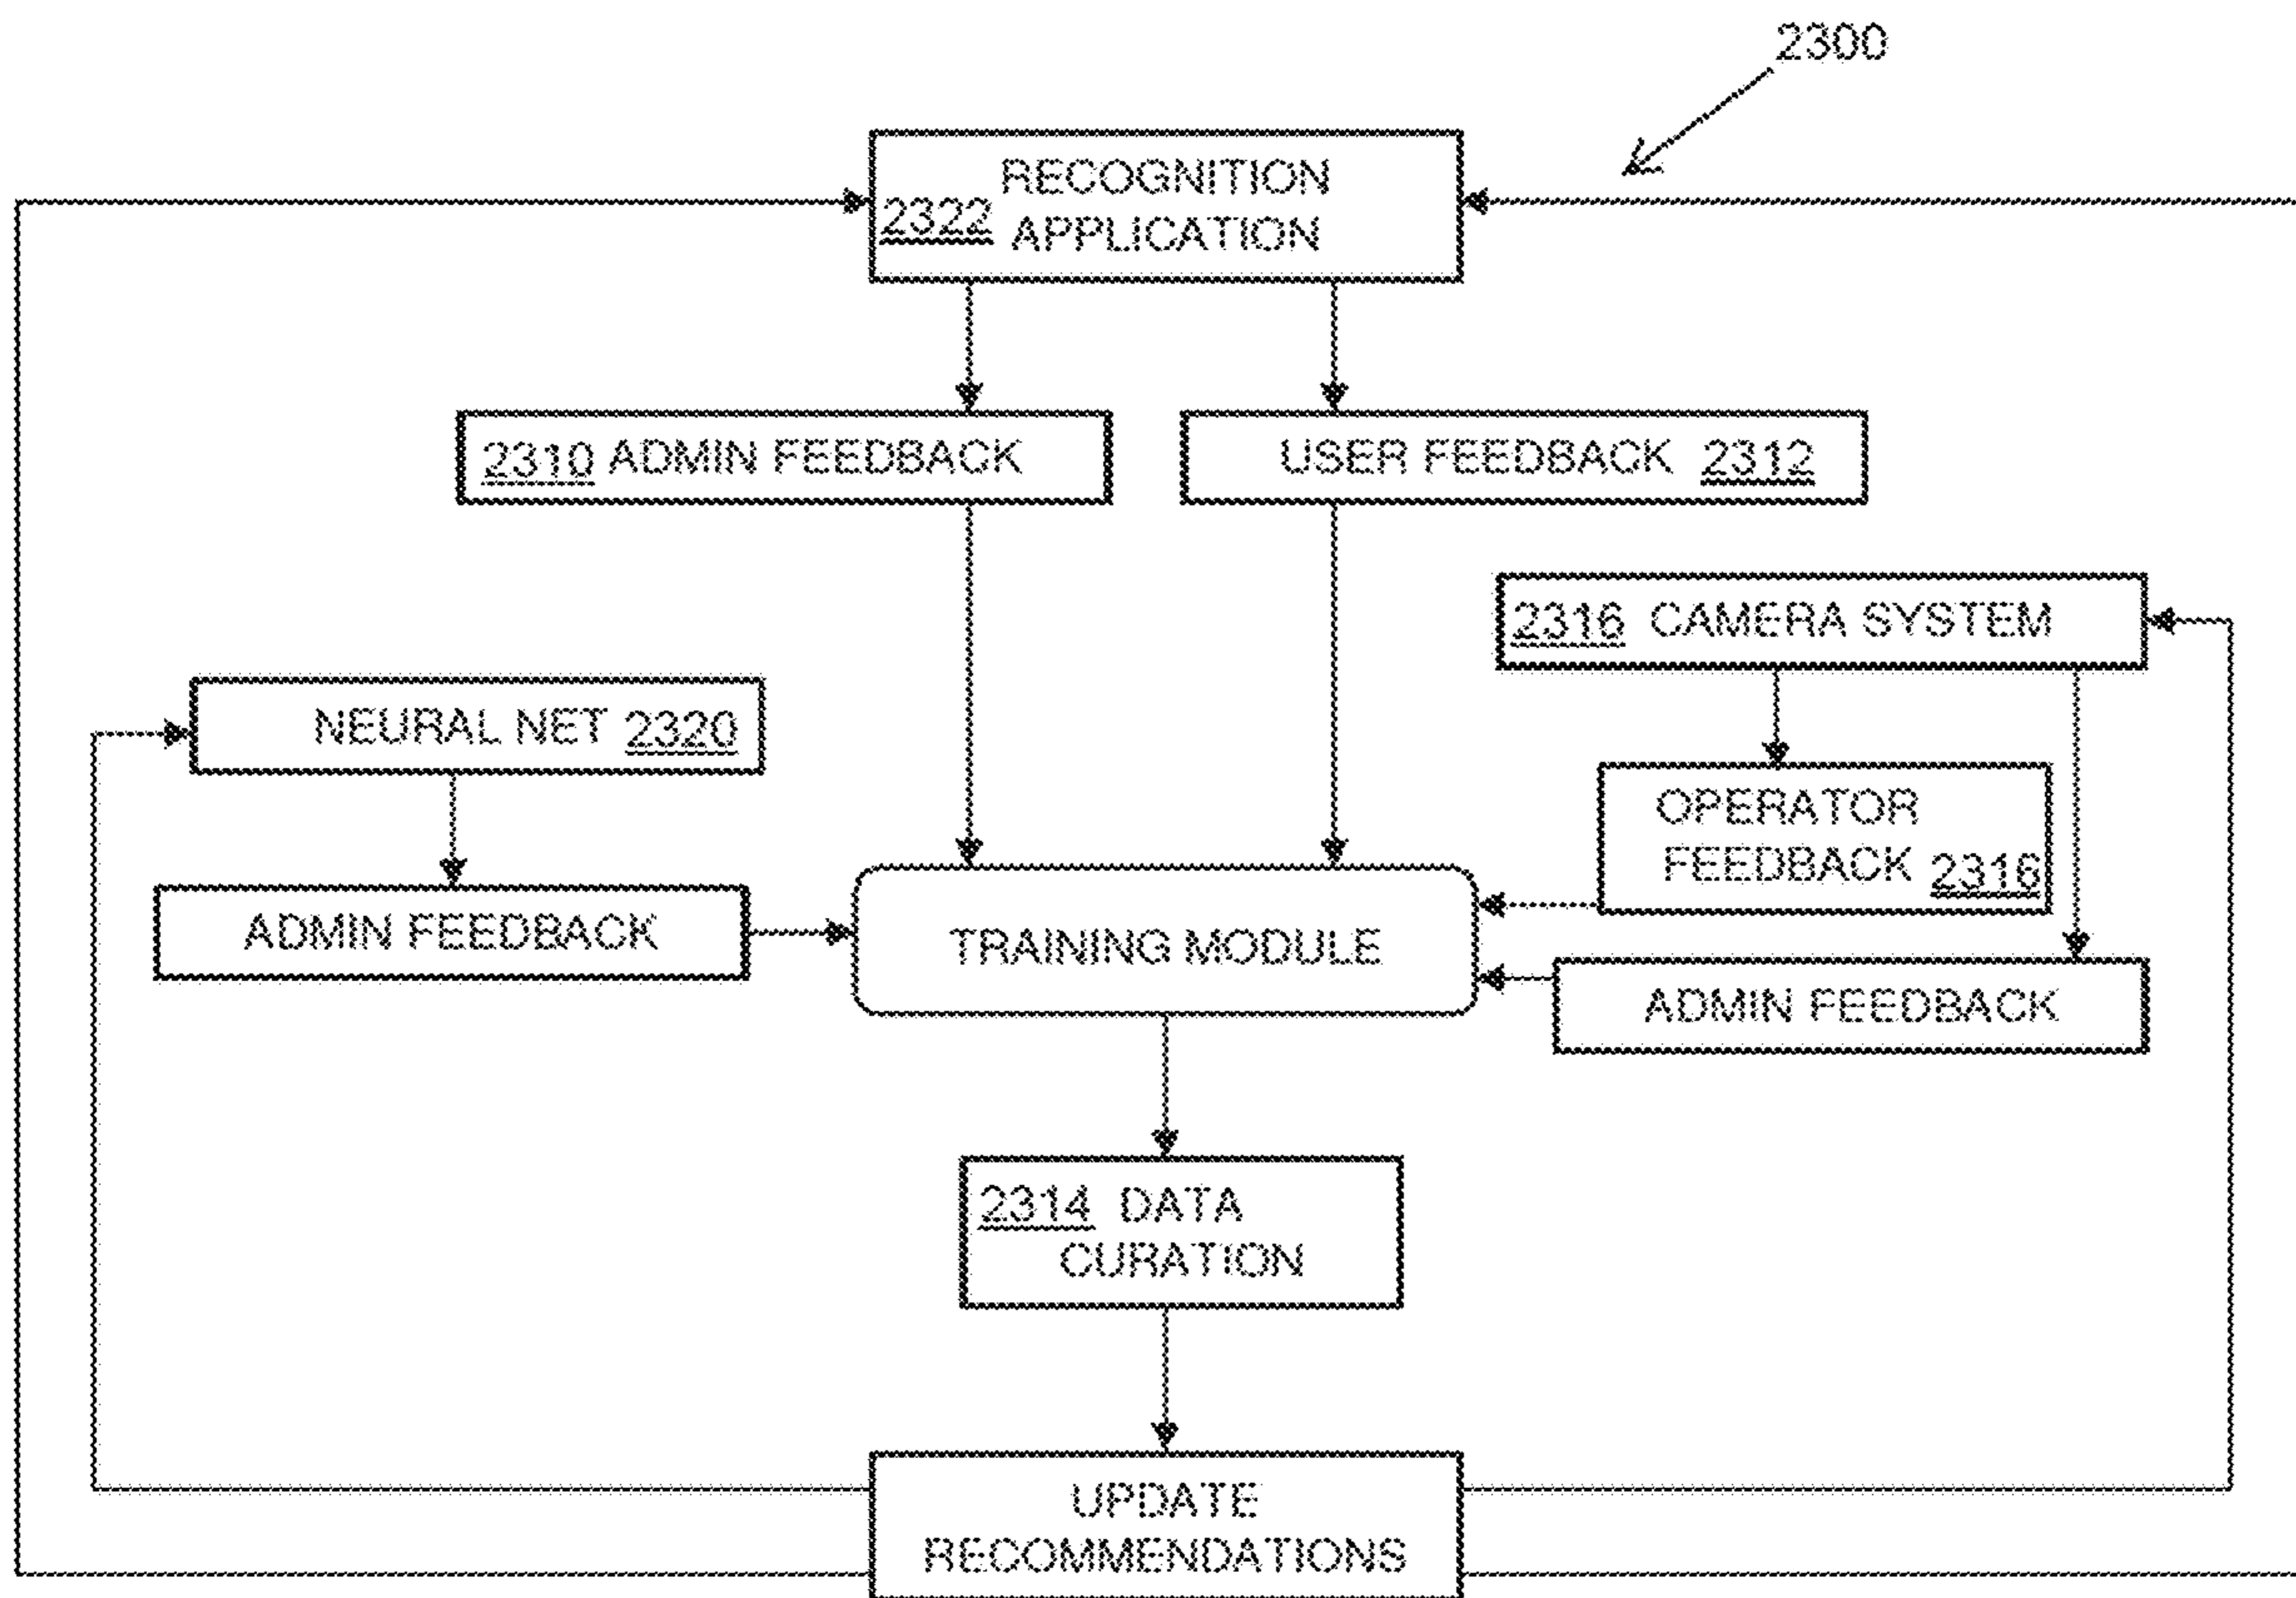 2300
RECOGNITION
2322 APPLICATION
2310 ADMIN FEEDBACK
USER FEEDBACK 2312
2316 CAMERA SYSTEM
NEURAL NET 2320
OPERATOR
FEEDBACK 2316
ADMIN FEEDBACK
TRAINING MODULE
ADMIN FEEDBACK
2314 DATA
CURATION
UPDATE
RECOMMENDATIONS